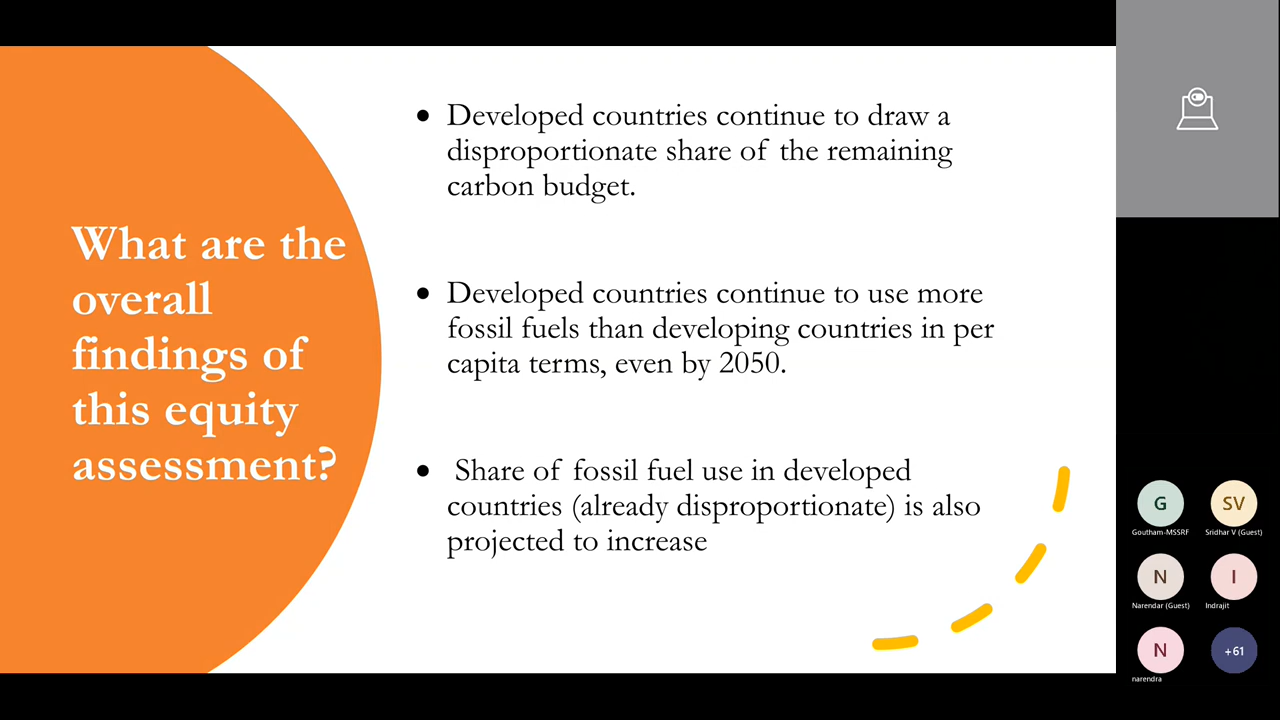 What are the
overall
findings of
this equity
assessment?
• Developed countries continue to draw a
disproportionate share of the remaining
carbon budget.
• Developed countries continue to use more
fossil fuels than developing countries in per
capita terms, even by 2050.
• Share of fossil fuel use in developed
countries (already disproportionate) is also
projected to increase
G
Goutham-MSSRF
SV
Sridhar V (Guest)
N
Narendar (Guest)
I
Indrajit
N
narendra
+61